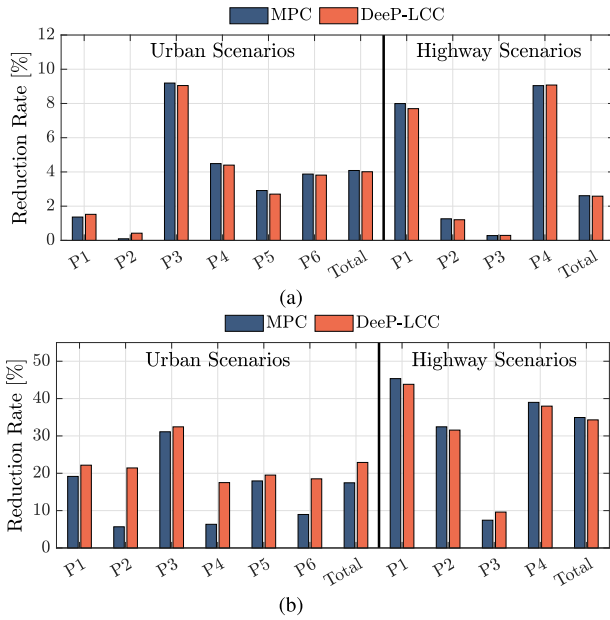 MPC DeeP-LCC
12
Urban Scenarios Highway Scenarios
10
8
6
4
2
0
Reduction Rate [%]
P1 P2 P3 P4 P5 P6 Total P1 P2 P3 P4 Total
(a)
MPC DeeP-LCC
50
Urban Scenarios Highway Scenarios
40
30
20
10
0
Reduction Rate [%]
P1 P2 P3 P4 P5 P6 Total P1 P2 P3 P4 Total
(b)